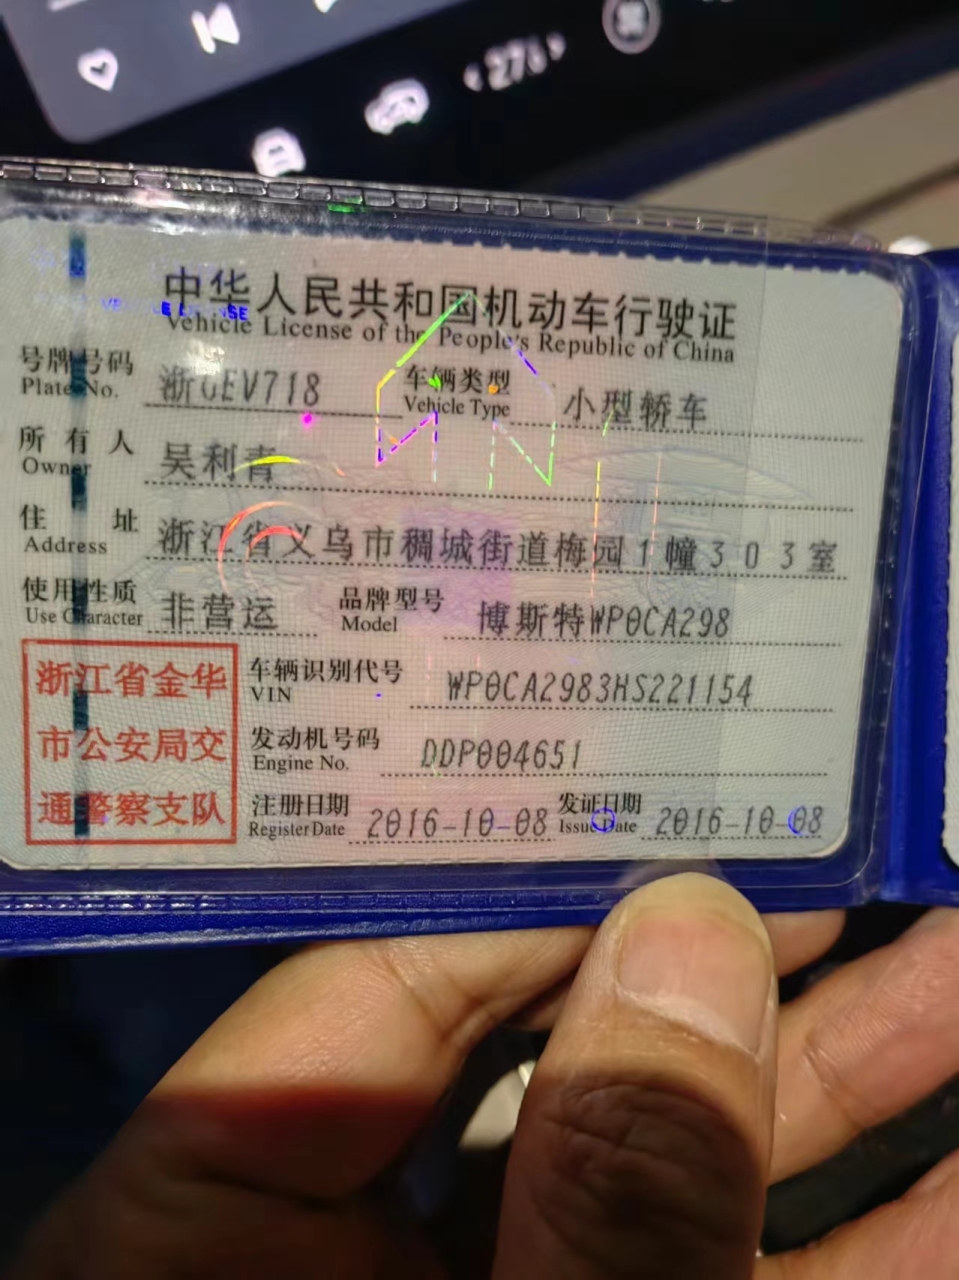 27½
中华人民共和国机动车行驶证
Vehicle License of the People's Republic of China
号牌号码 浙GEV718 车辆类型 小型轿车
Plate No. Vehicle Type
所有人 吴利青
Owner
住址 浙江省义乌市稠城街道梅园1幢303室
Address
使用性质 非营运 品牌型号 博斯特WP0CA298
Use Character Model
浙江省金华
市公安局交
通警察支队
车辆识别代号 WP0CA2983HS221154
VIN
发动机号码 DDP004651
Engine No.
注册日期 2016-10-08 发证日期 2016-10-08
Register Date Issue Date